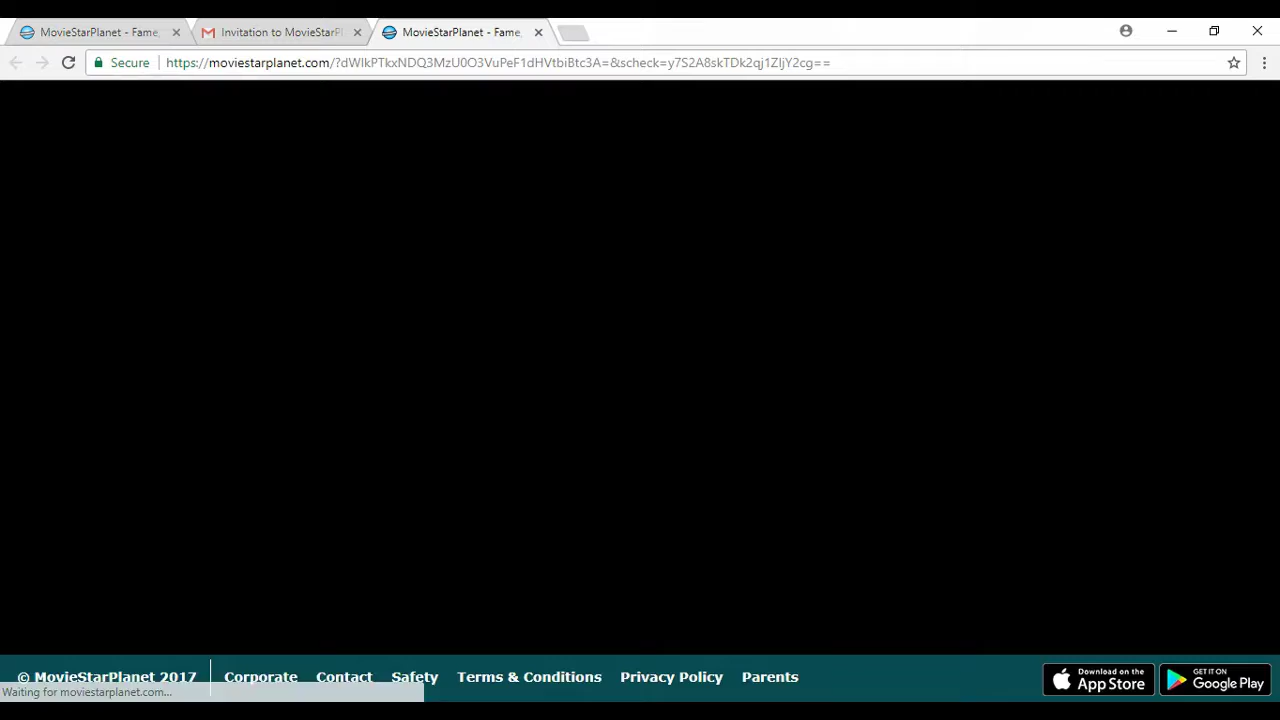 MovieStarPlanet - Fame, Invitation to MovieStarPl MovieStarPlanet - Fame,
Secure https://moviestarplanet.com/?dWlkPTkxNDQ3MzU0O3VuPeF1dHVtbiBtc3A=&scheck=y7S2A8skTDk2qj1ZljY2cg==
© MovieStarPlanet 2017 Corporate Contact Safety Terms & Conditions Privacy Policy Parents
Download on the App Store
GET IT ON Google Play
Waiting for moviestarplanet.com...